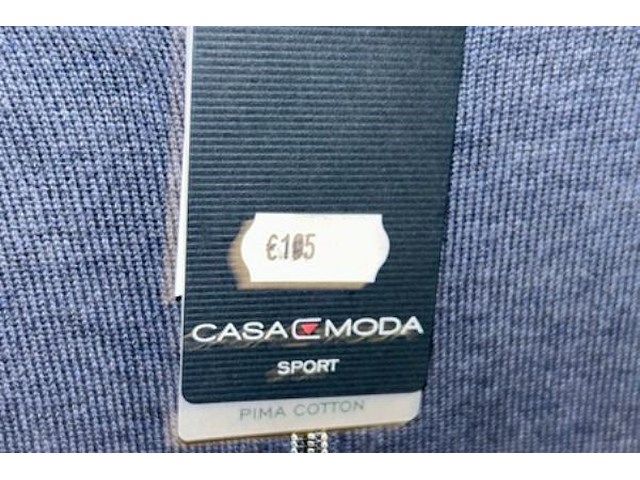 €105
CASA MODA
SPORT
PIMA COTTON